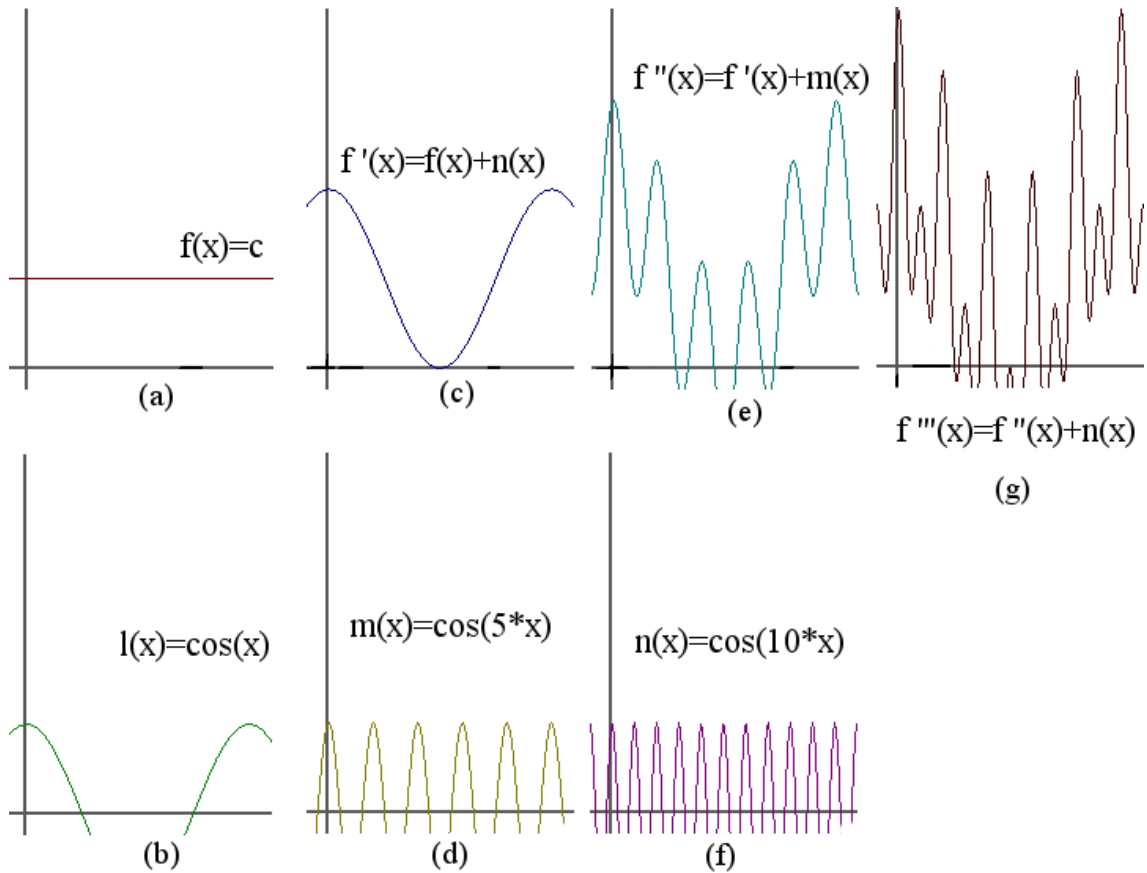 f(x)=c
(a)
f '(x)=f(x)+n(x)
(c)
f "(x)=f '(x)+m(x)
(e)
f '''(x)=f "(x)+n(x)
(g)
l(x)=cos(x)
(b)
m(x)=cos(5*x)
(d)
n(x)=cos(10*x)
(f)